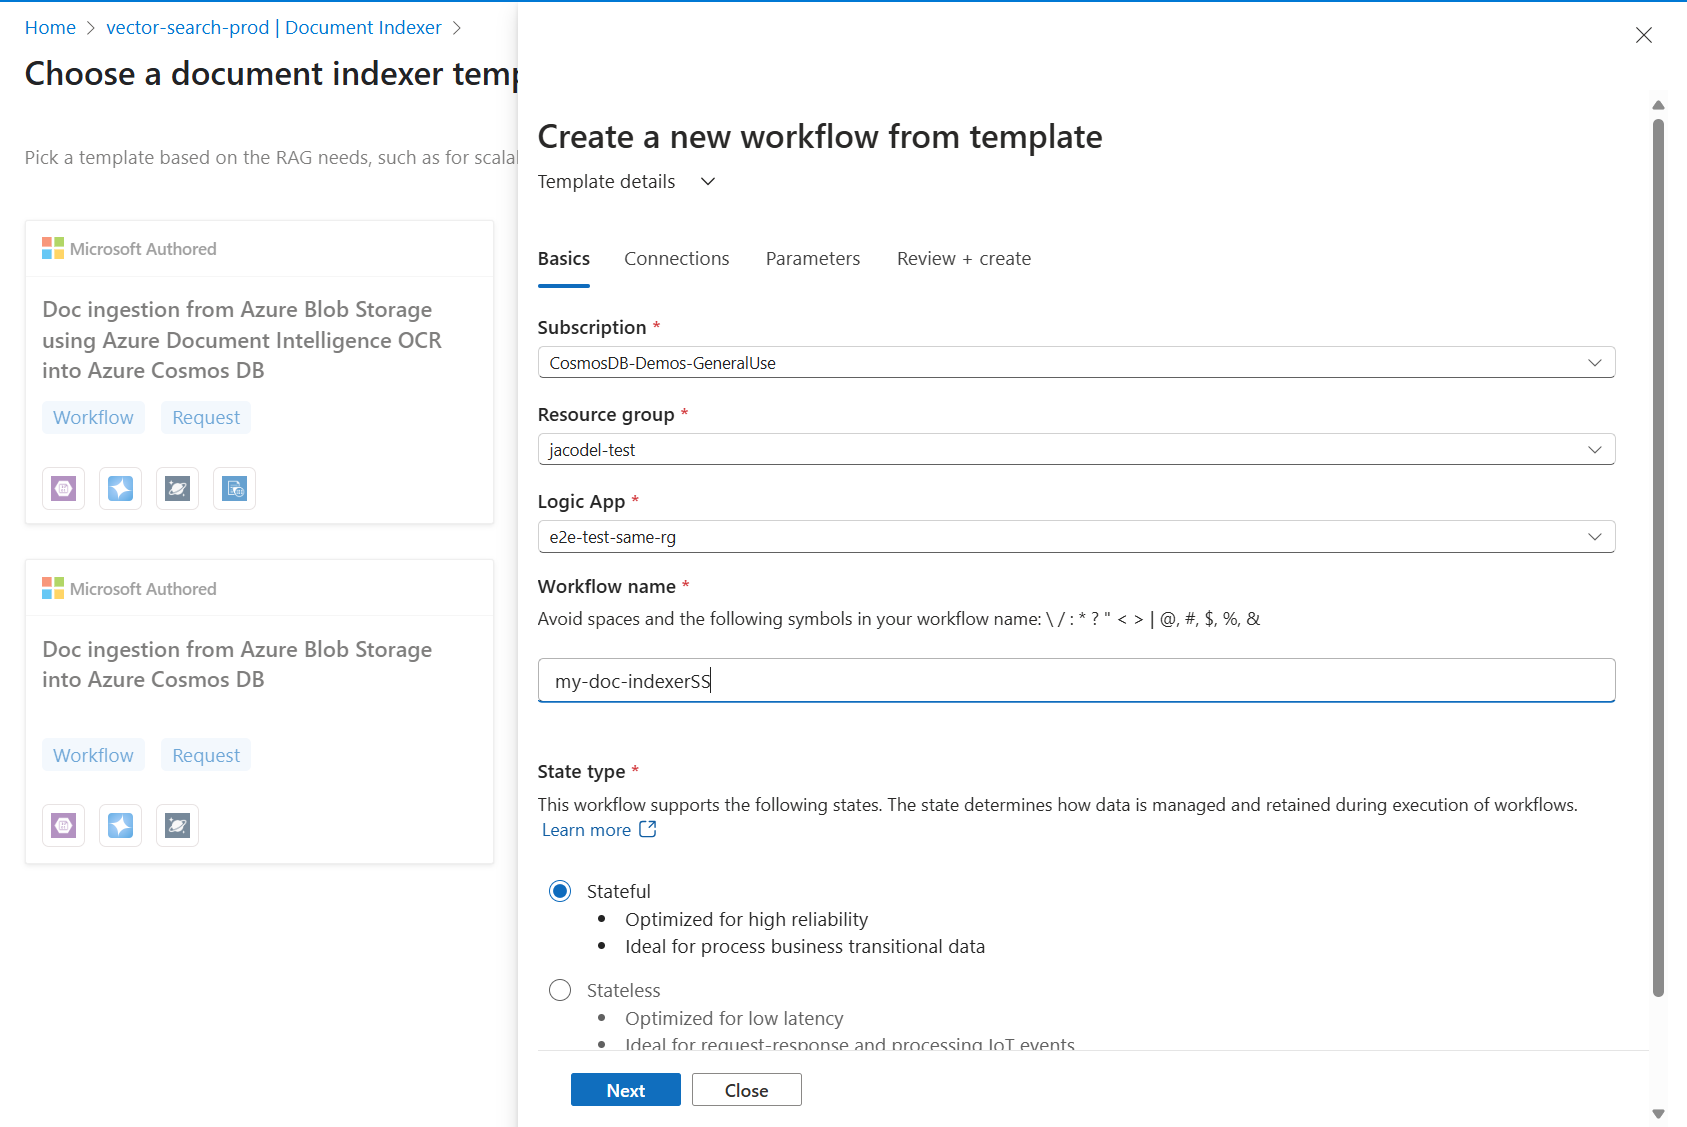 Home > vector-search-prod | Document Indexer >
Choose a document indexer temp
Pick a template based on the RAG needs, such as for scalal
Microsoft Authored
Doc ingestion from Azure Blob Storage
using Azure Document Intelligence OCR
into Azure Cosmos DB
Workflow Request
Microsoft Authored
Doc ingestion from Azure Blob Storage
into Azure Cosmos DB
Workflow Request
Create a new workflow from template
Template details
Basics Connections Parameters Review + create
Subscription *
CosmosDB-Demos-GeneralUse
Resource group *
jacodel-test
Logic App *
e2e-test-same-rg
Workflow name *
Avoid spaces and the following symbols in your workflow name: \ / : * ? " < > | @, #, $, %, &
my-doc-indexerSS
State type *
This workflow supports the following states. The state determines how data is managed and retained during execution of workflows.
Learn more
Stateful
• Optimized for high reliability
• Ideal for process business transitional data
Stateless
• Optimized for low latency
• Ideal for request-response and processing IoT events
Next Close